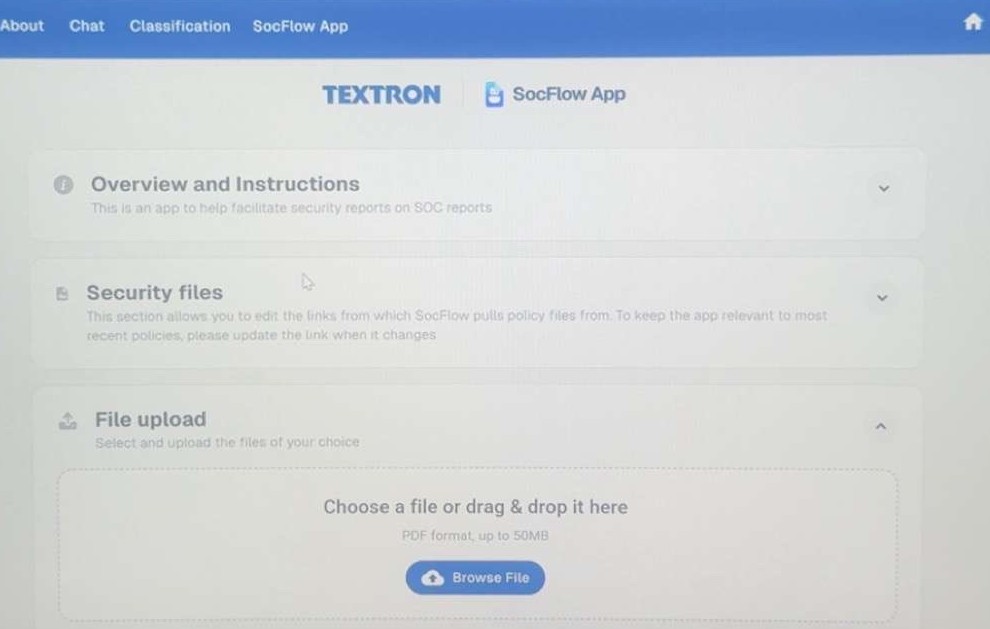 About Chat Classification SocFlow App
TEXTRON SocFlow App
Overview and Instructions
This is an app to help facilitate security reports on SOC reports
Security files
This section allows you to edit the links from which SocFlow pulls policy files from. To keep the app relevant to most
recent policies, please update the link when it changes
File upload
Select and upload the files of your choice
Choose a file or drag & drop it here
PDF format, up to 50MB
Browse File